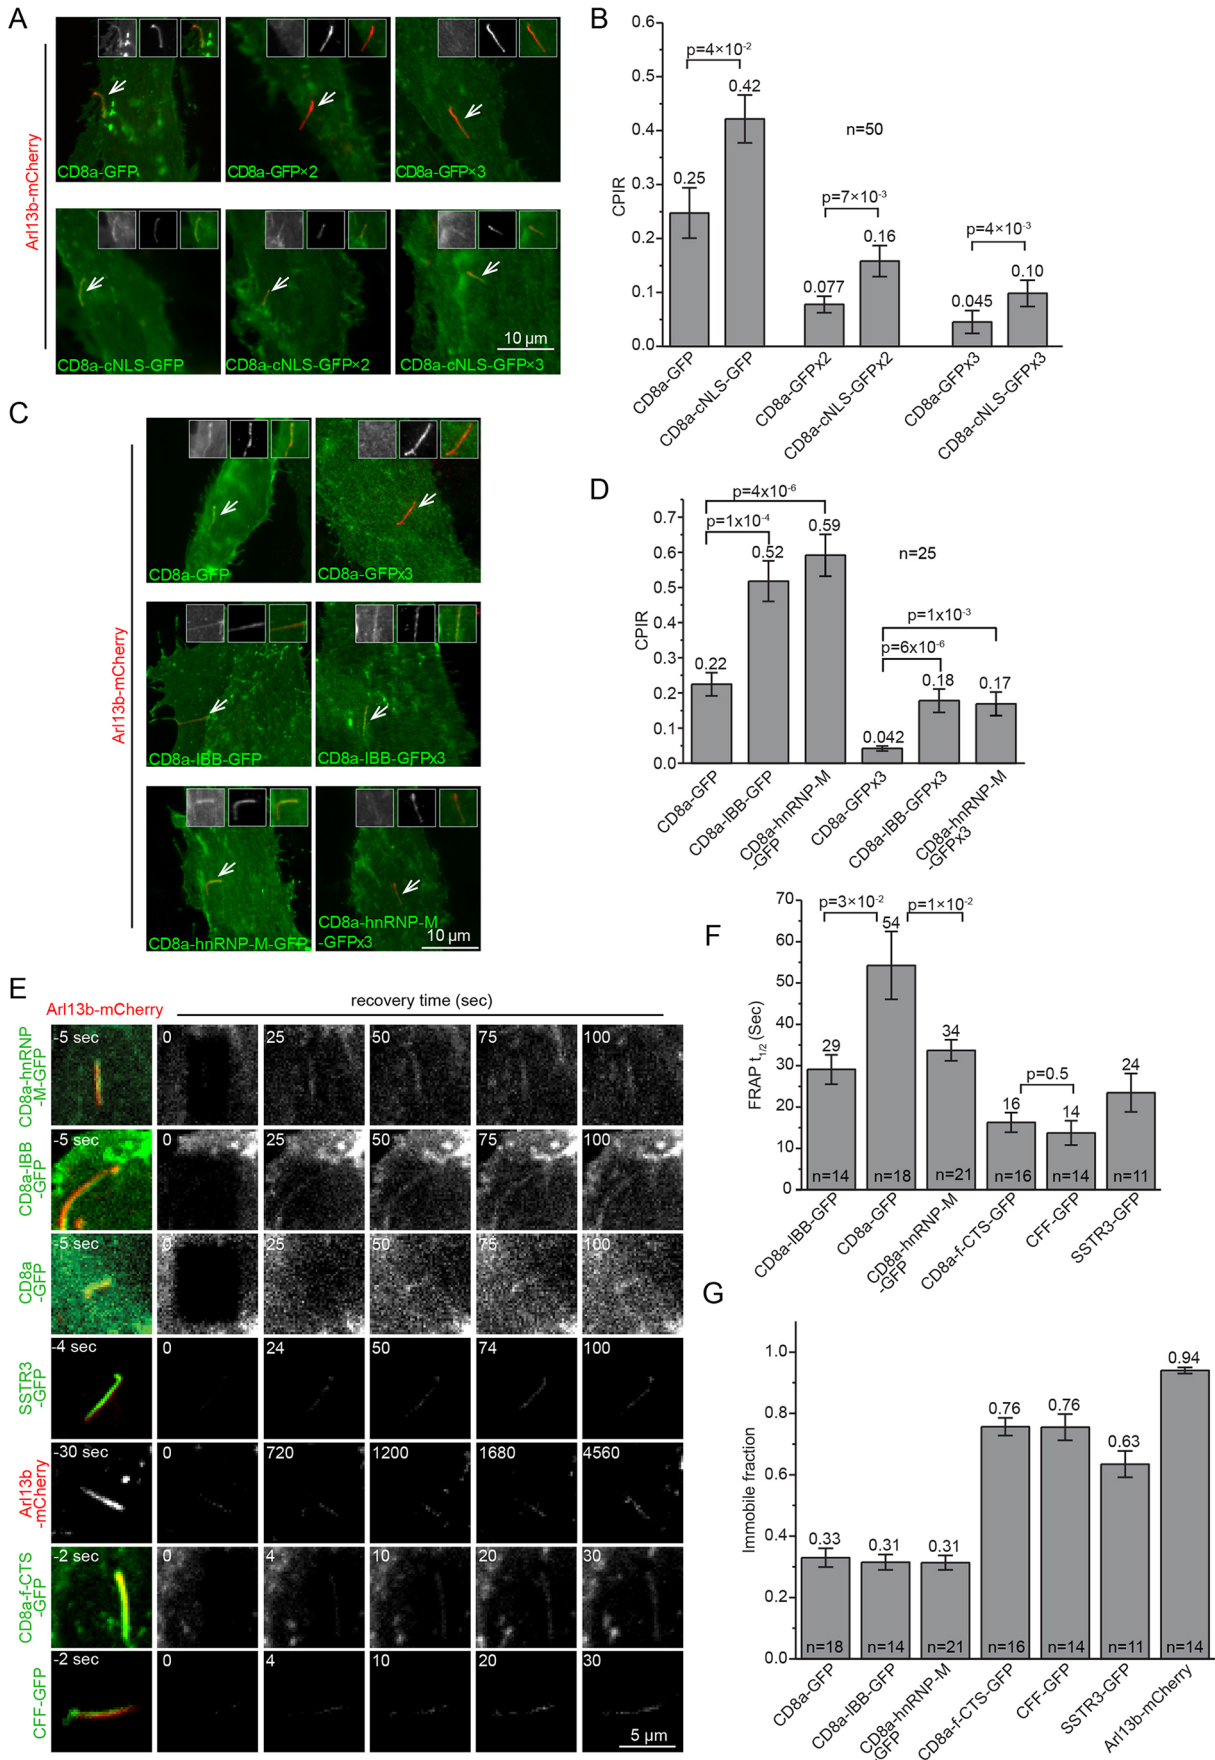 A
Arl13b-mCherry
CD8a-GFP
CD8a-GFP×2
CD8a-GFP×3
CD8a-cNLS-GFP
CD8a-cNLS-GFP×2
CD8a-cNLS-GFP×3
10 µm
B
CPIR
0.6
0.5
0.4
0.3
0.2
0.1
0.0
p=4×10-2
0.25
0.42
n=50
p=7×10-3
0.077
0.16
p=4×10-3
0.045
0.10
CD8a-GFP
CD8a-cNLS-GFP
CD8a-GFPx2
CD8a-cNLS-GFPx2
CD8a-GFPx3
CD8a-cNLS-GFPx3
C
Arl13b-mCherry
CD8a-GFP
CD8a-GFPx3
CD8a-IBB-GFP
CD8a-IBB-GFPx3
CD8a-hnRNP-M-GFP
CD8a-hnRNP-M
-GFPx3
10 µm
D
CPIR
0.7
0.6
0.5
0.4
0.3
0.2
0.1
0.0
p=4x10-6
p=1x10-4
0.22
0.52
0.59
n=25
p=1x10-3
p=6x10-6
0.042
0.18
0.17
CD8a-GFP
CD8a-IBB-GFP
CD8a-hnRNP-M
-GFP
CD8a-GFPx3
CD8a-IBB-GFPx3
CD8a-hnRNP-M
-GFPx3
E
Arl13b-mCherry
recovery time (sec)
CD8a-hnRNP
-M-GFP
-5 sec
0
25
50
75
100
CD8a-IBB
-GFP
-5 sec
0
25
50
75
100
CD8a
-GFP
-5 sec
0
25
50
75
100
SSTR3
-GFP
-4 sec
0
24
50
74
100
Arl13b
-mCherry
-30 sec
0
720
1200
1680
4560
CD8a-f-CTS
-GFP
-2 sec
0
4
10
20
30
CFF-GFP
-2 sec
0
4
10
20
30
5 µm
F
FRAP t1/2 (Sec)
70
60
50
40
30
20
10
0
p=3×10-2
p=1×10-2
29
54
34
16
p=0.5
14
24
n=14
n=18
n=21
n=16
n=14
n=11
CD8a-IBB-GFP
CD8a-GFP
CD8a-hnRNP-M
-GFP
CD8a-f-CTS-GFP
CFF-GFP
SSTR3-GFP
G
Immobile fraction
1.0
0.8
0.6
0.4
0.2
0.0
0.33
0.31
0.31
0.76
0.76
0.63
0.94
n=18
n=14
n=21
n=16
n=14
n=11
n=14
CD8a-GFP
CD8a-IBB-GFP
CD8a-hnRNP-M
-GFP
CD8a-f-CTS-GFP
CFF-GFP
SSTR3-GFP
Arl13b-mCherry